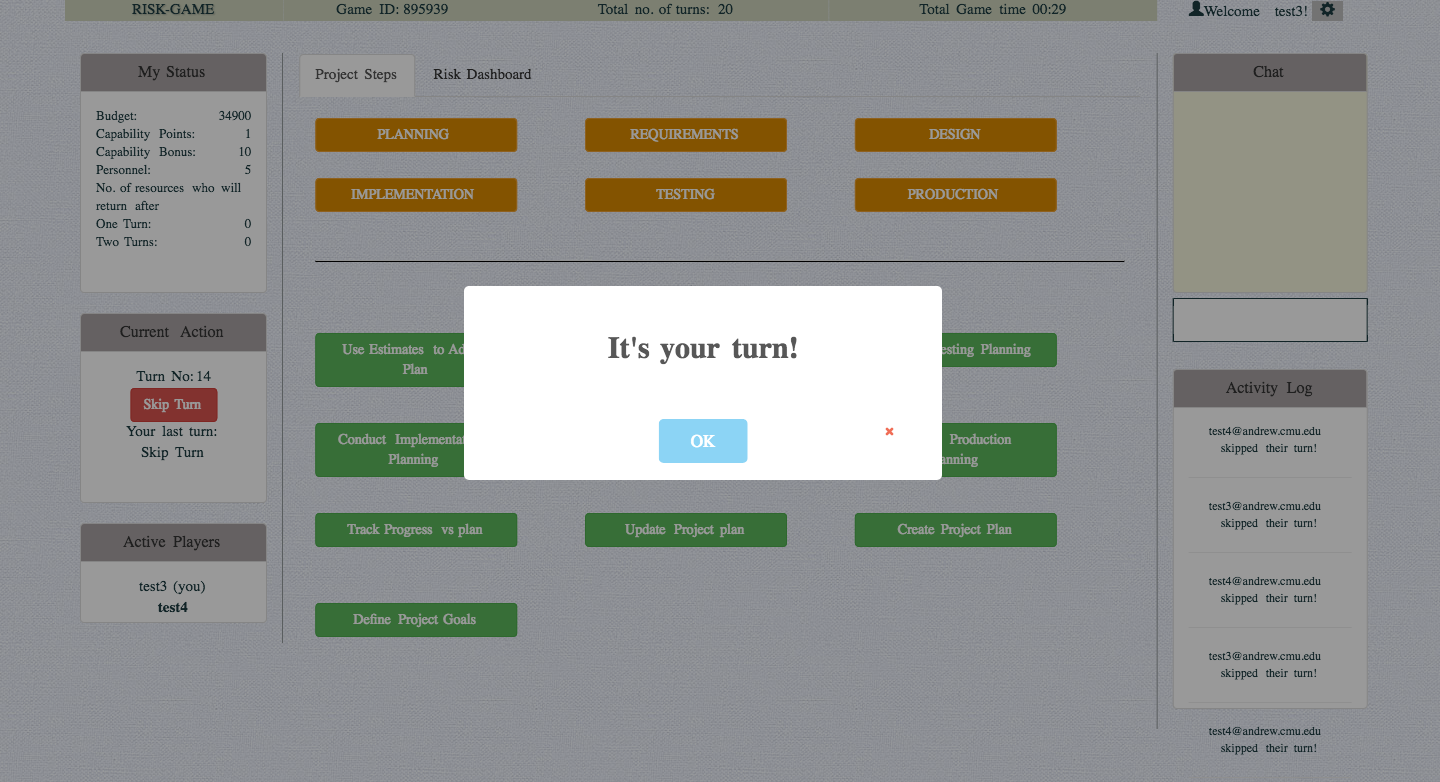 RISK-GAME
Game ID: 895939
Total no. of turns: 20
Total Game time 00:29
Welcome test3!
My Status
Budget: 34900
Capability Points: 1
Capability Bonus: 10
Personnel: 5
No. of resources who will
return after
One Turn: 0
Two Turns: 0
Current Action
Turn No: 14
Skip Turn
Your last turn:
Skip Turn
Active Players
test3 (you)
test4
Project Steps
Risk Dashboard
PLANNING
REQUIREMENTS
DESIGN
IMPLEMENTATION
TESTING
PRODUCTION
Use Estimates to
Plan
esting Planning
Conduct
Planning
Production
anning
Track Progress vs plan
Update Project plan
Create Project Plan
Define Project Goals
It's your turn!
OK
Chat
Activity Log
test4@andrew.cmu.edu
skipped their turn!
test3@andrew.cmu.edu
skipped their turn!
test4@andrew.cmu.edu
skipped their turn!
test3@andrew.cmu.edu
skipped their turn!
test4@andrew.cmu.edu
skipped their turn!